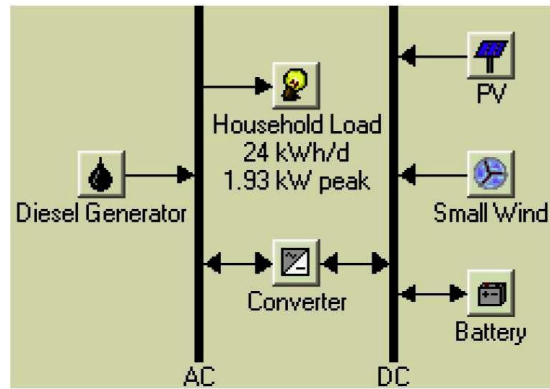 PV
Household Load
24 kWh/d
1.93 kW peak
Diesel Generator
Small Wind
Converter
Battery
AC
DC